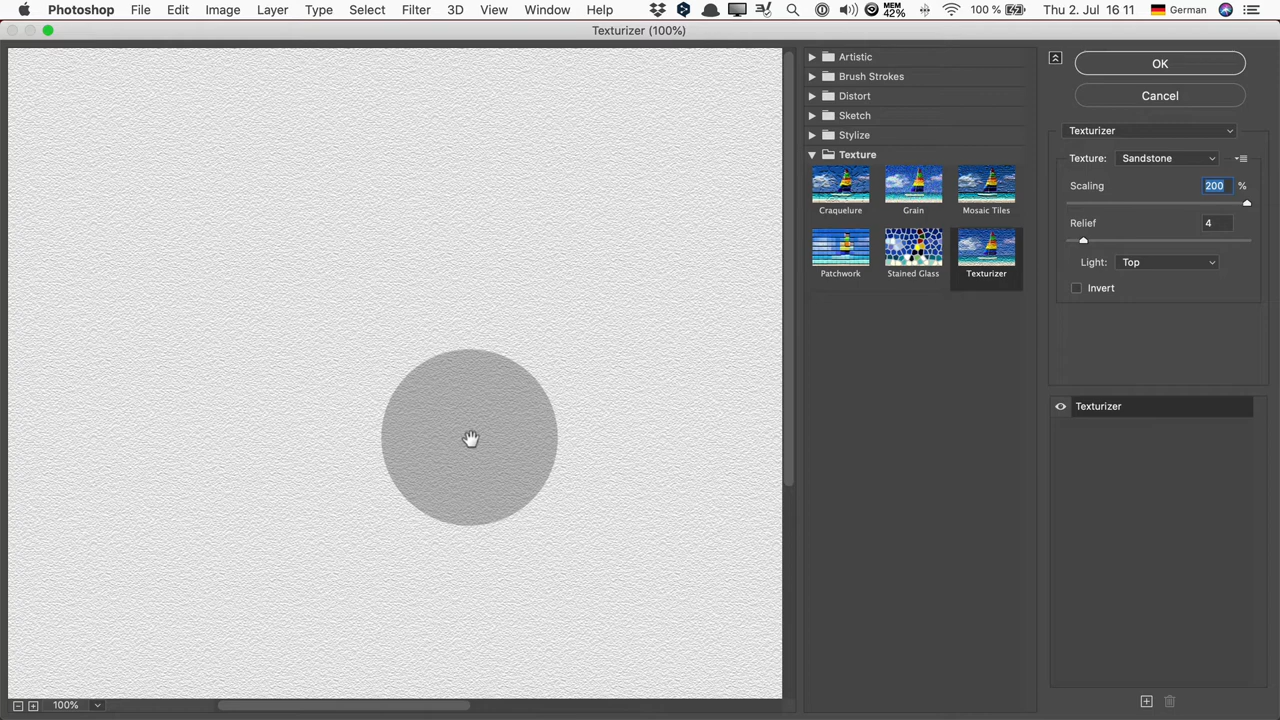 Photoshop File Edit Image Layer Type Select Filter 3D View Window Help MEM 42% 100 % Thu 2. Jul 16 11 German
Texturizer (100%)
Artistic
Brush Strokes
Distort
Sketch
Stylize
Texture
Craquelure Grain Mosaic Tiles
Patchwork Stained Glass Texturizer
OK
Cancel
Texturizer
Texture: Sandstone
Scaling 200 %
Relief 4
Light: Top
Invert
Texturizer
100%